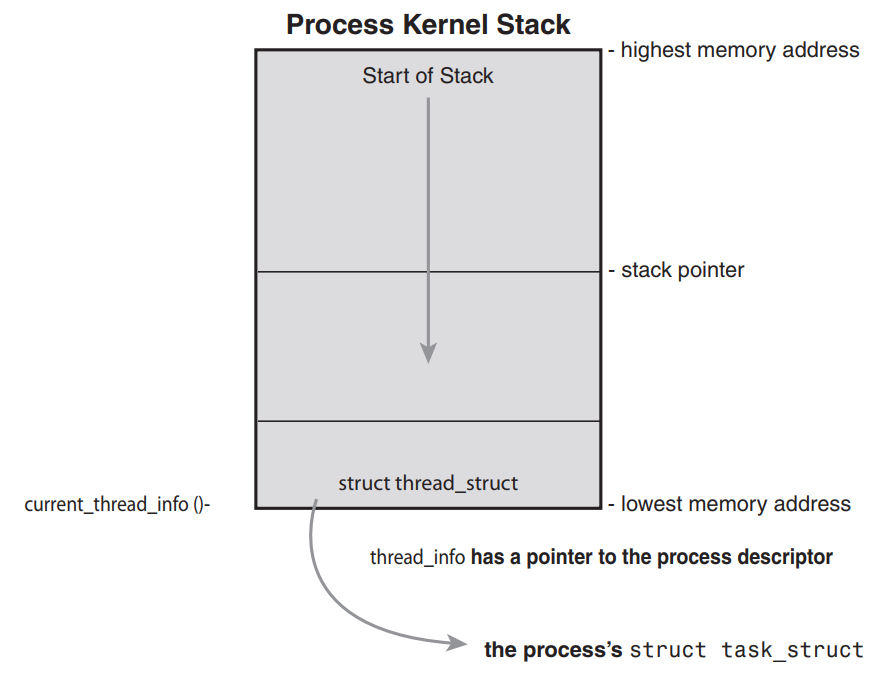 Process Kernel Stack
- highest memory address
Start of Stack
- stack pointer
struct thread_struct
current_thread_info ()-
- lowest memory address
thread_info has a pointer to the process descriptor
the process’s struct task_struct